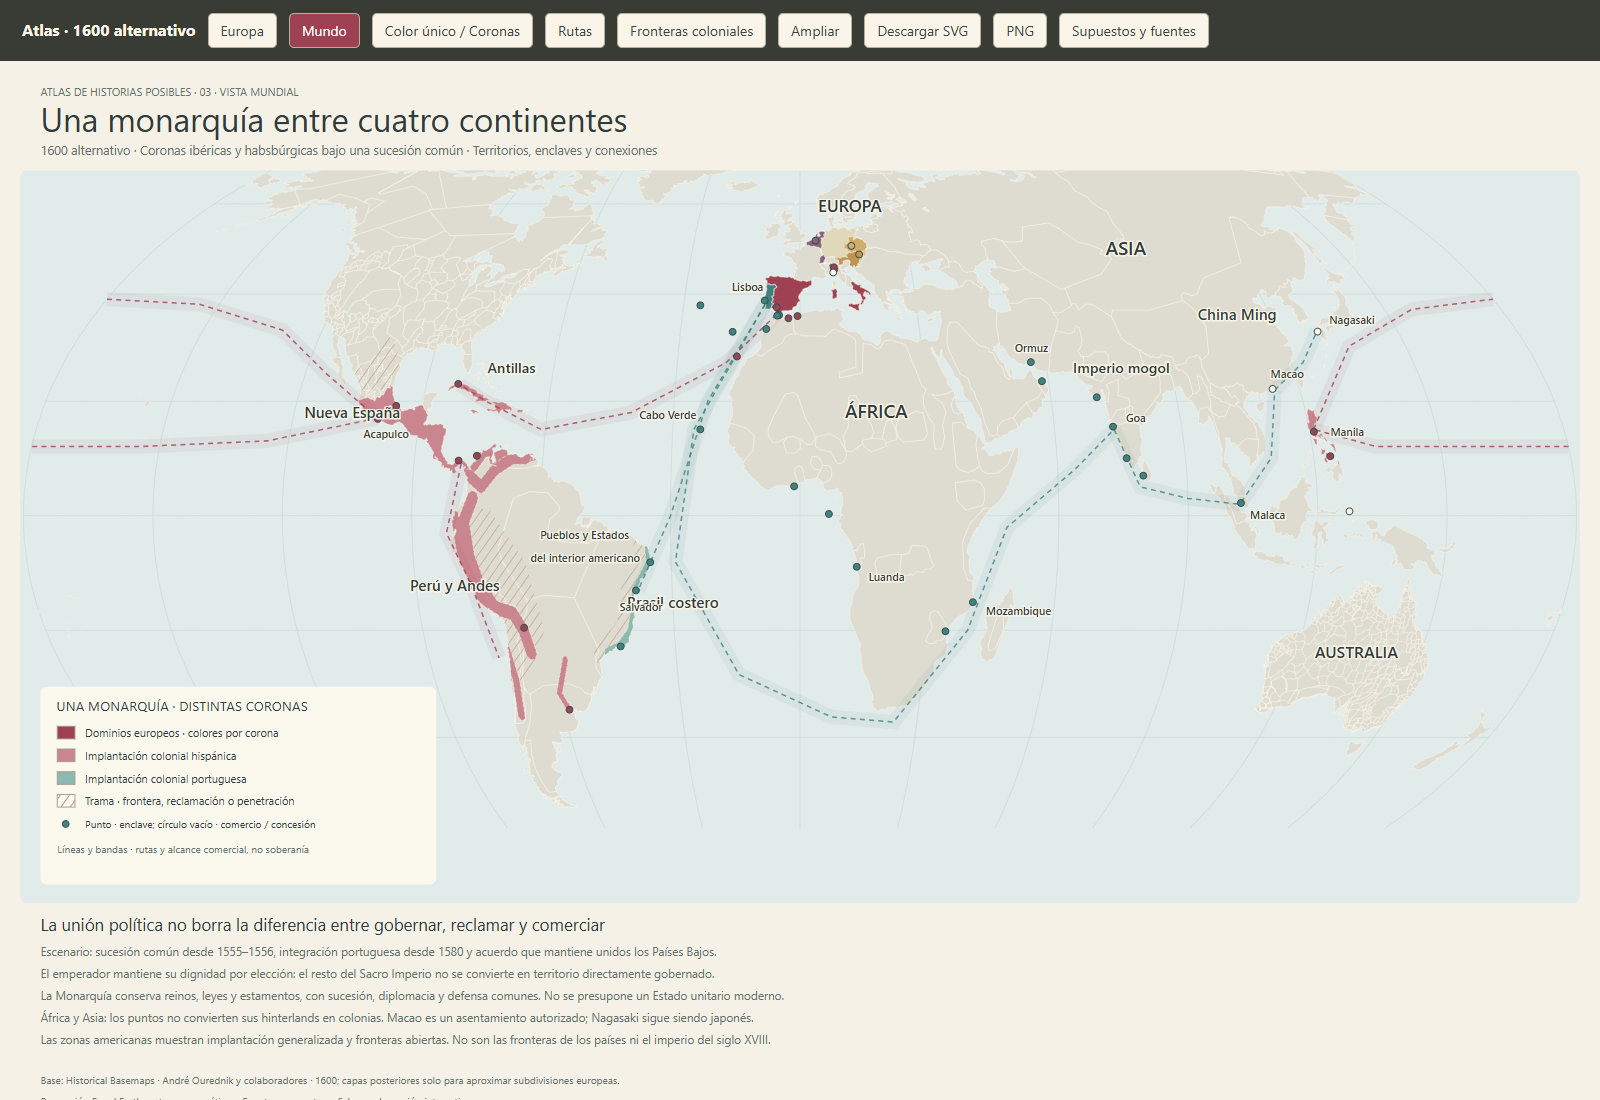 Atlas · 1600 alternativo
Europa
Mundo
Color único / Coronas
Rutas
Fronteras coloniales
Ampliar
Descargar SVG
PNG
Supuestos y fuentes
ATLAS DE HISTORIAS POSIBLES · 03 · VISTA MUNDIAL
Una monarquía entre cuatro continentes
1600 alternativo · Coronas ibéricas y habsbúrgicas bajo una sucesión común · Territorios, enclaves y conexiones
EUROPA
ASIA
Lisboa
China Ming
Nagasaki
Ormuz
Antillas
Imperio mogol
Macao
Nueva España
Cabo Verde
ÁFRICA
Goa
Acapulco
Manila
Malaca
Pueblos y Estados
del interior americano
Perú y Andes
Luanda
Brasil costero
Salvador
Mozambique
AUSTRALIA
UNA MONARQUÍA · DISTINTAS CORONAS
Dominios europeos · colores por corona
Implantación colonial hispánica
Implantación colonial portuguesa
Trama · frontera, reclamación o penetración
Punto · enclave; círculo vacío · comercio / concesión
Líneas y bandas · rutas y alcance comercial, no soberanía
La unión política no borra la diferencia entre gobernar, reclamar y comerciar
Escenario: sucesión común desde 1555–1556, integración portuguesa desde 1580 y acuerdo que mantiene unidos los Países Bajos.
El emperador mantiene su dignidad por elección: el resto del Sacro Imperio no se convierte en territorio directamente gobernado.
La Monarquía conserva reinos, leyes y estamentos, con sucesión, diplomacia y defensa comunes. No se presupone un Estado unitario moderno.
África y Asia: los puntos no convierten sus hinterlands en colonias. Macao es un asentamiento autorizado; Nagasaki sigue siendo japonés.
Las zonas americanas muestran implantación generalizada y fronteras abiertas. No son las fronteras de los países ni el imperio del siglo XVIII.
Base: Historical Basemaps · André Ourednik y colaboradores · 1600; capas posteriores solo para aproximar subdivisiones europeas.